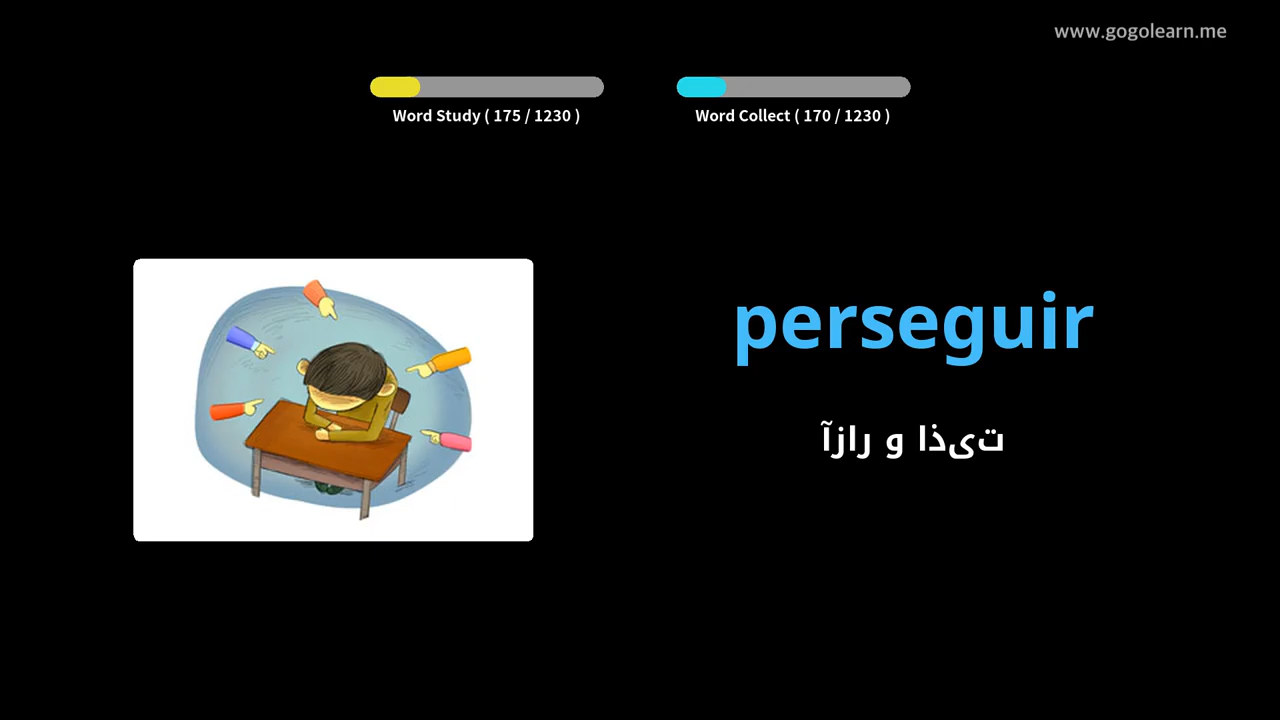 www.gogolearn.me
Word Study ( 175 / 1230 )
Word Collect ( 170 / 1230 )
perseguir
تیذا و رازآ